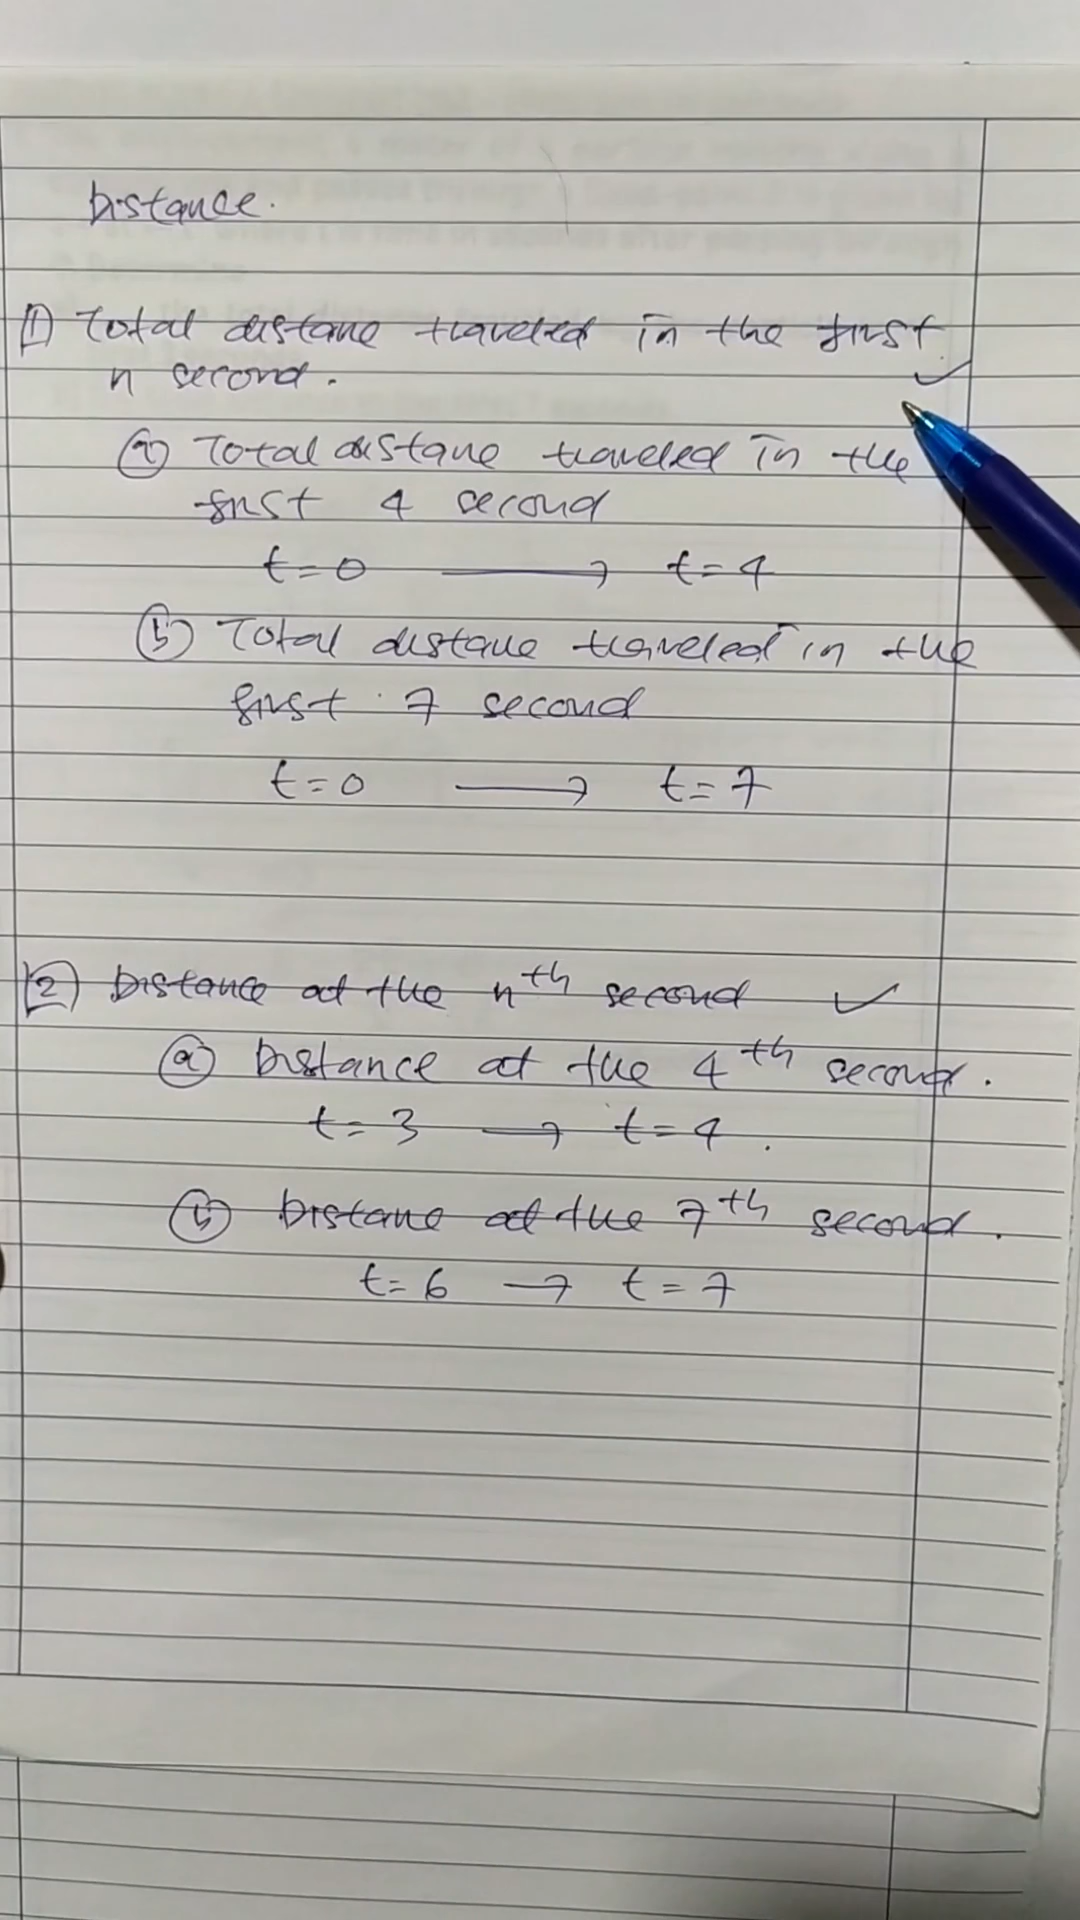 Distance.
1) Total distance traveled in the first
n second.
a) Total distance traveled in the
first 4 second
t=0 → t=4
b) Total distance traveled in the
first 7 second
t=0 → t=7
2) Distance at the nth second ✓
a) Distance at the 4th second.
t=3 → t=4.
b) Distance at the 7th second.
t=6 → t=7